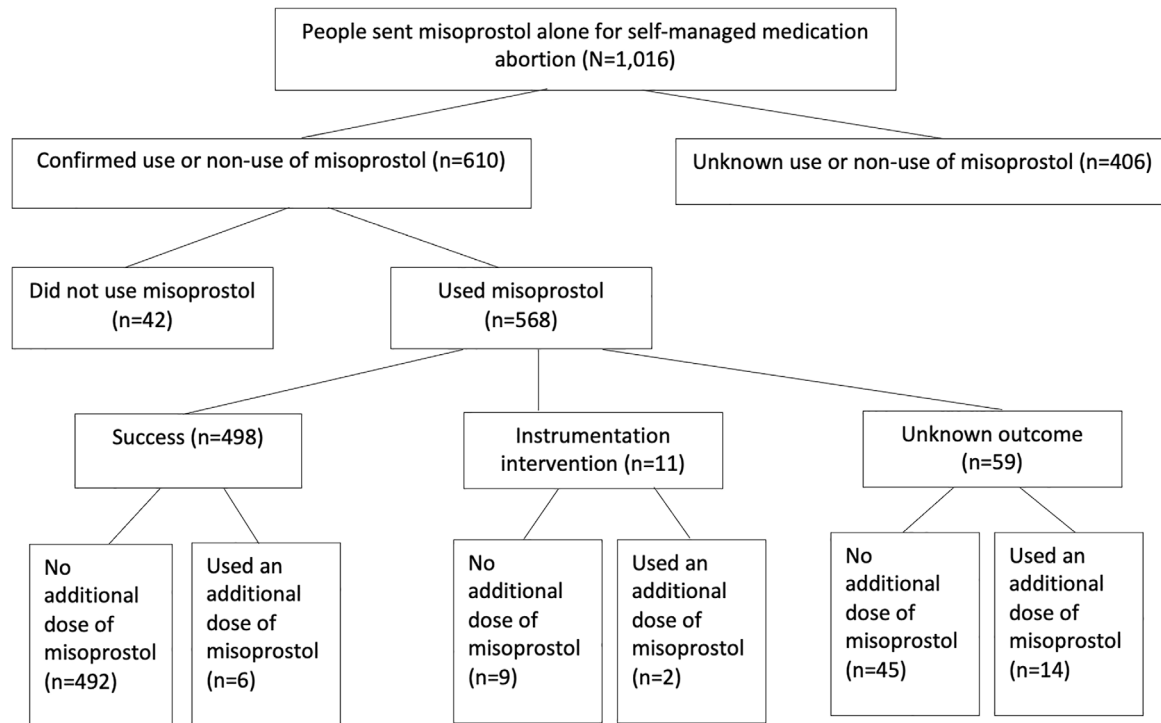 People sent misoprostol alone for self-managed medication
abortion (N=1,016)
Confirmed use or non-use of misoprostol (n=610)
Unknown use or non-use of misoprostol (n=406)
Did not use misoprostol
(n=42)
Used misoprostol
(n=568)
Success (n=498)
Instrumentation
intervention (n=11)
Unknown outcome
(n=59)
No
additional
dose of
misoprostol
(n=492)
Used an
additional
dose of
misoprostol
(n=6)
No
additional
dose of
misoprostol
(n=9)
Used an
additional
dose of
misoprostol
(n=2)
No
additional
dose of
misoprostol
(n=45)
Used an
additional
dose of
misoprostol
(n=14)